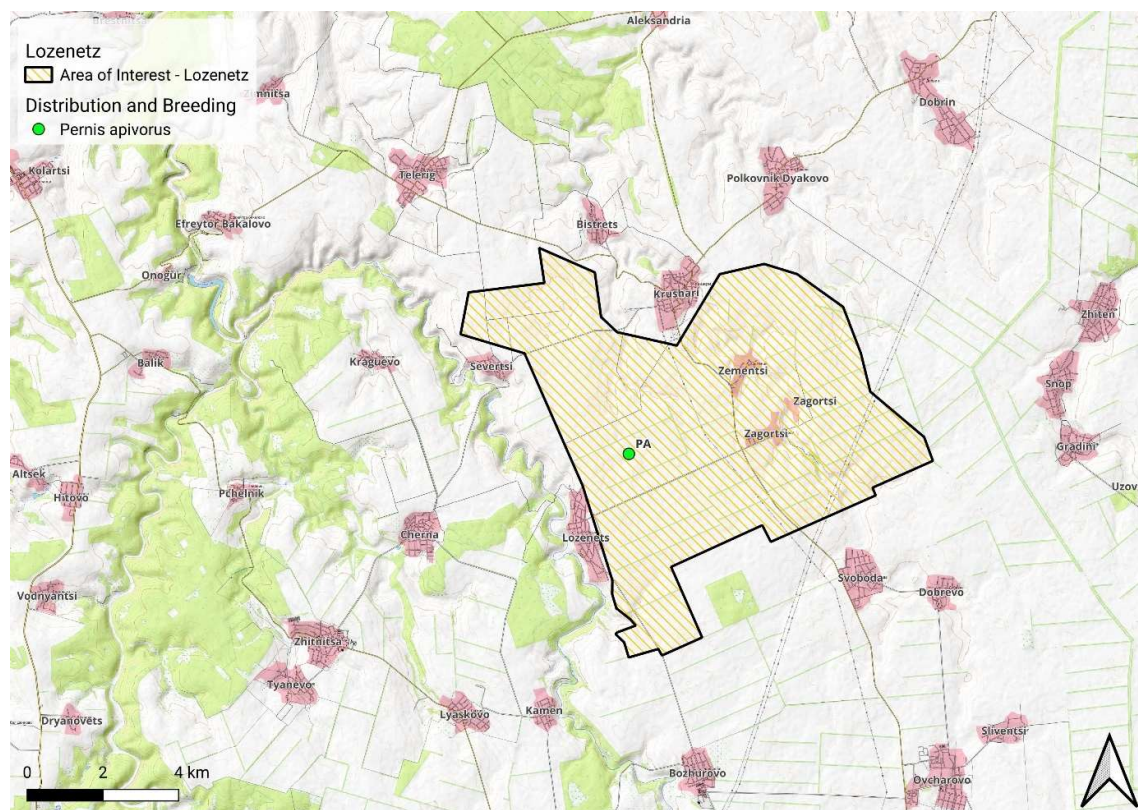 Aleksandria
Lozenetz
Area of Interest - Lozenetz
Distribution and Breeding
Pernis apivorus
Zimnitsa
Dobrin
Kolartsi
Telerig
Polkovnik Dyakovo
Efreytor Bakalovo
Bistrets
Onogur
Krushari
Zhiten
Balik
Kraguevo
Severtsi
Zementsi
Snop
Zagortsi
Zagortsi
PA
Gradini
Altsek
Hitovo
Pchelnik
Uzov
Cherna
Lozenets
Svoboda
Dobrevo
Vodnyantsi
Zhitnitsa
Tyanevo
Dryanovets
Lyaskovo
Kamen
Sliventsi
Bozhurovo
Ovcharovo
0 2 4 km